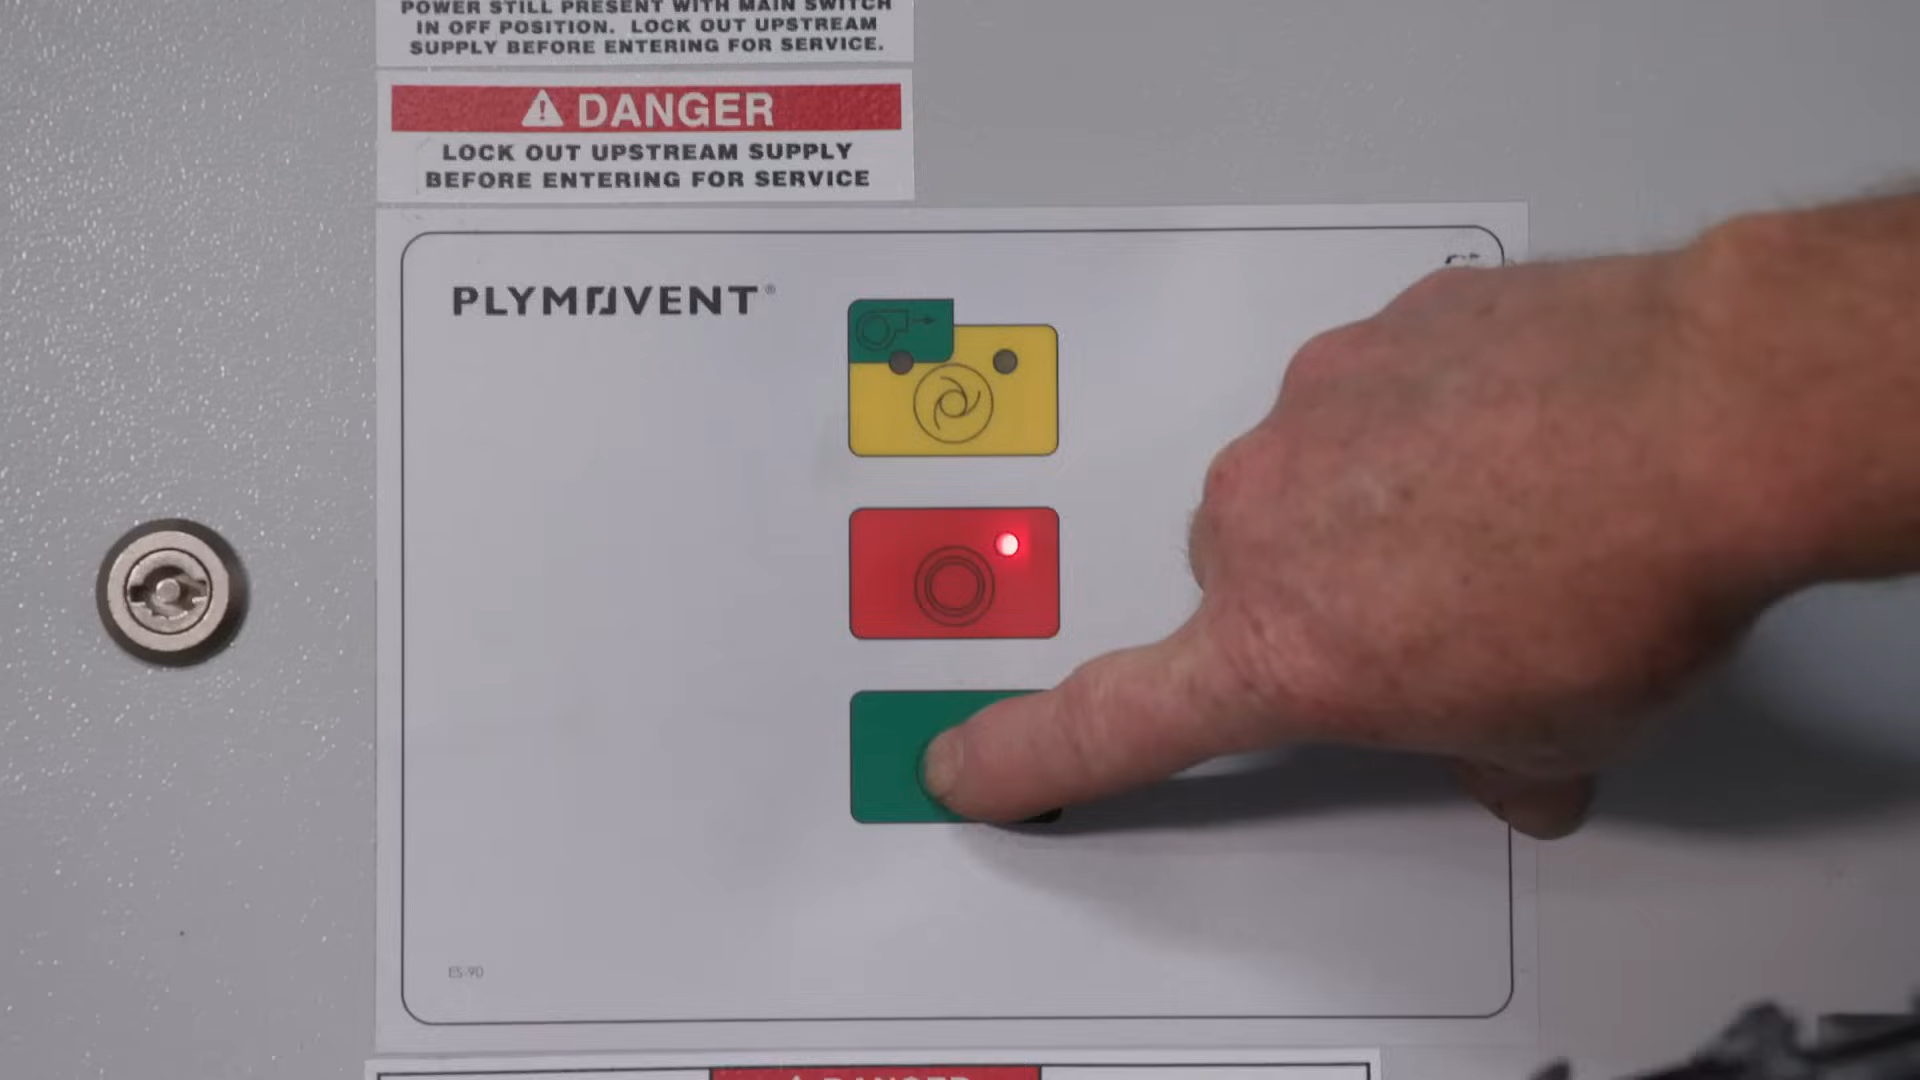 POWER STILL PRESENT WITH MAIN SWITCH
IN OFF POSITION. LOCK OUT UPSTREAM
SUPPLY BEFORE ENTERING FOR SERVICE.
DANGER
LOCK OUT UPSTREAM SUPPLY
BEFORE ENTERING FOR SERVICE
PLYMOVENT®
ES-90
DANGER